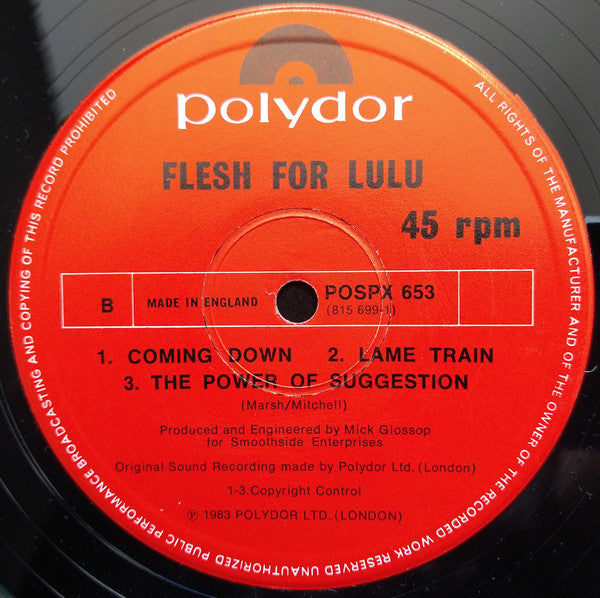 polydor
FLESH FOR LULU
45 rpm
B
MADE IN ENGLAND
POSPX 653
(815 699-1)
1. COMING DOWN 2. LAME TRAIN
3. THE POWER OF SUGGESTION
(Marsh/Mitchell)
Produced and Engineered by Mick Glossop
for Smoothside Enterprises
Original Sound Recording made by Polydor Ltd.(London)
1-3.Copyright Control
℗ 1983 POLYDOR LTD.(LONDON)
ALL RIGHTS OF THE MANUFACTURER AND OF THE OWNER OF THE RECORDED WORK RESERVED UNAUTHORIZED PUBLIC PERFORMANCE BROADCASTING AND COPYING OF THIS RECORD PROHIBITED